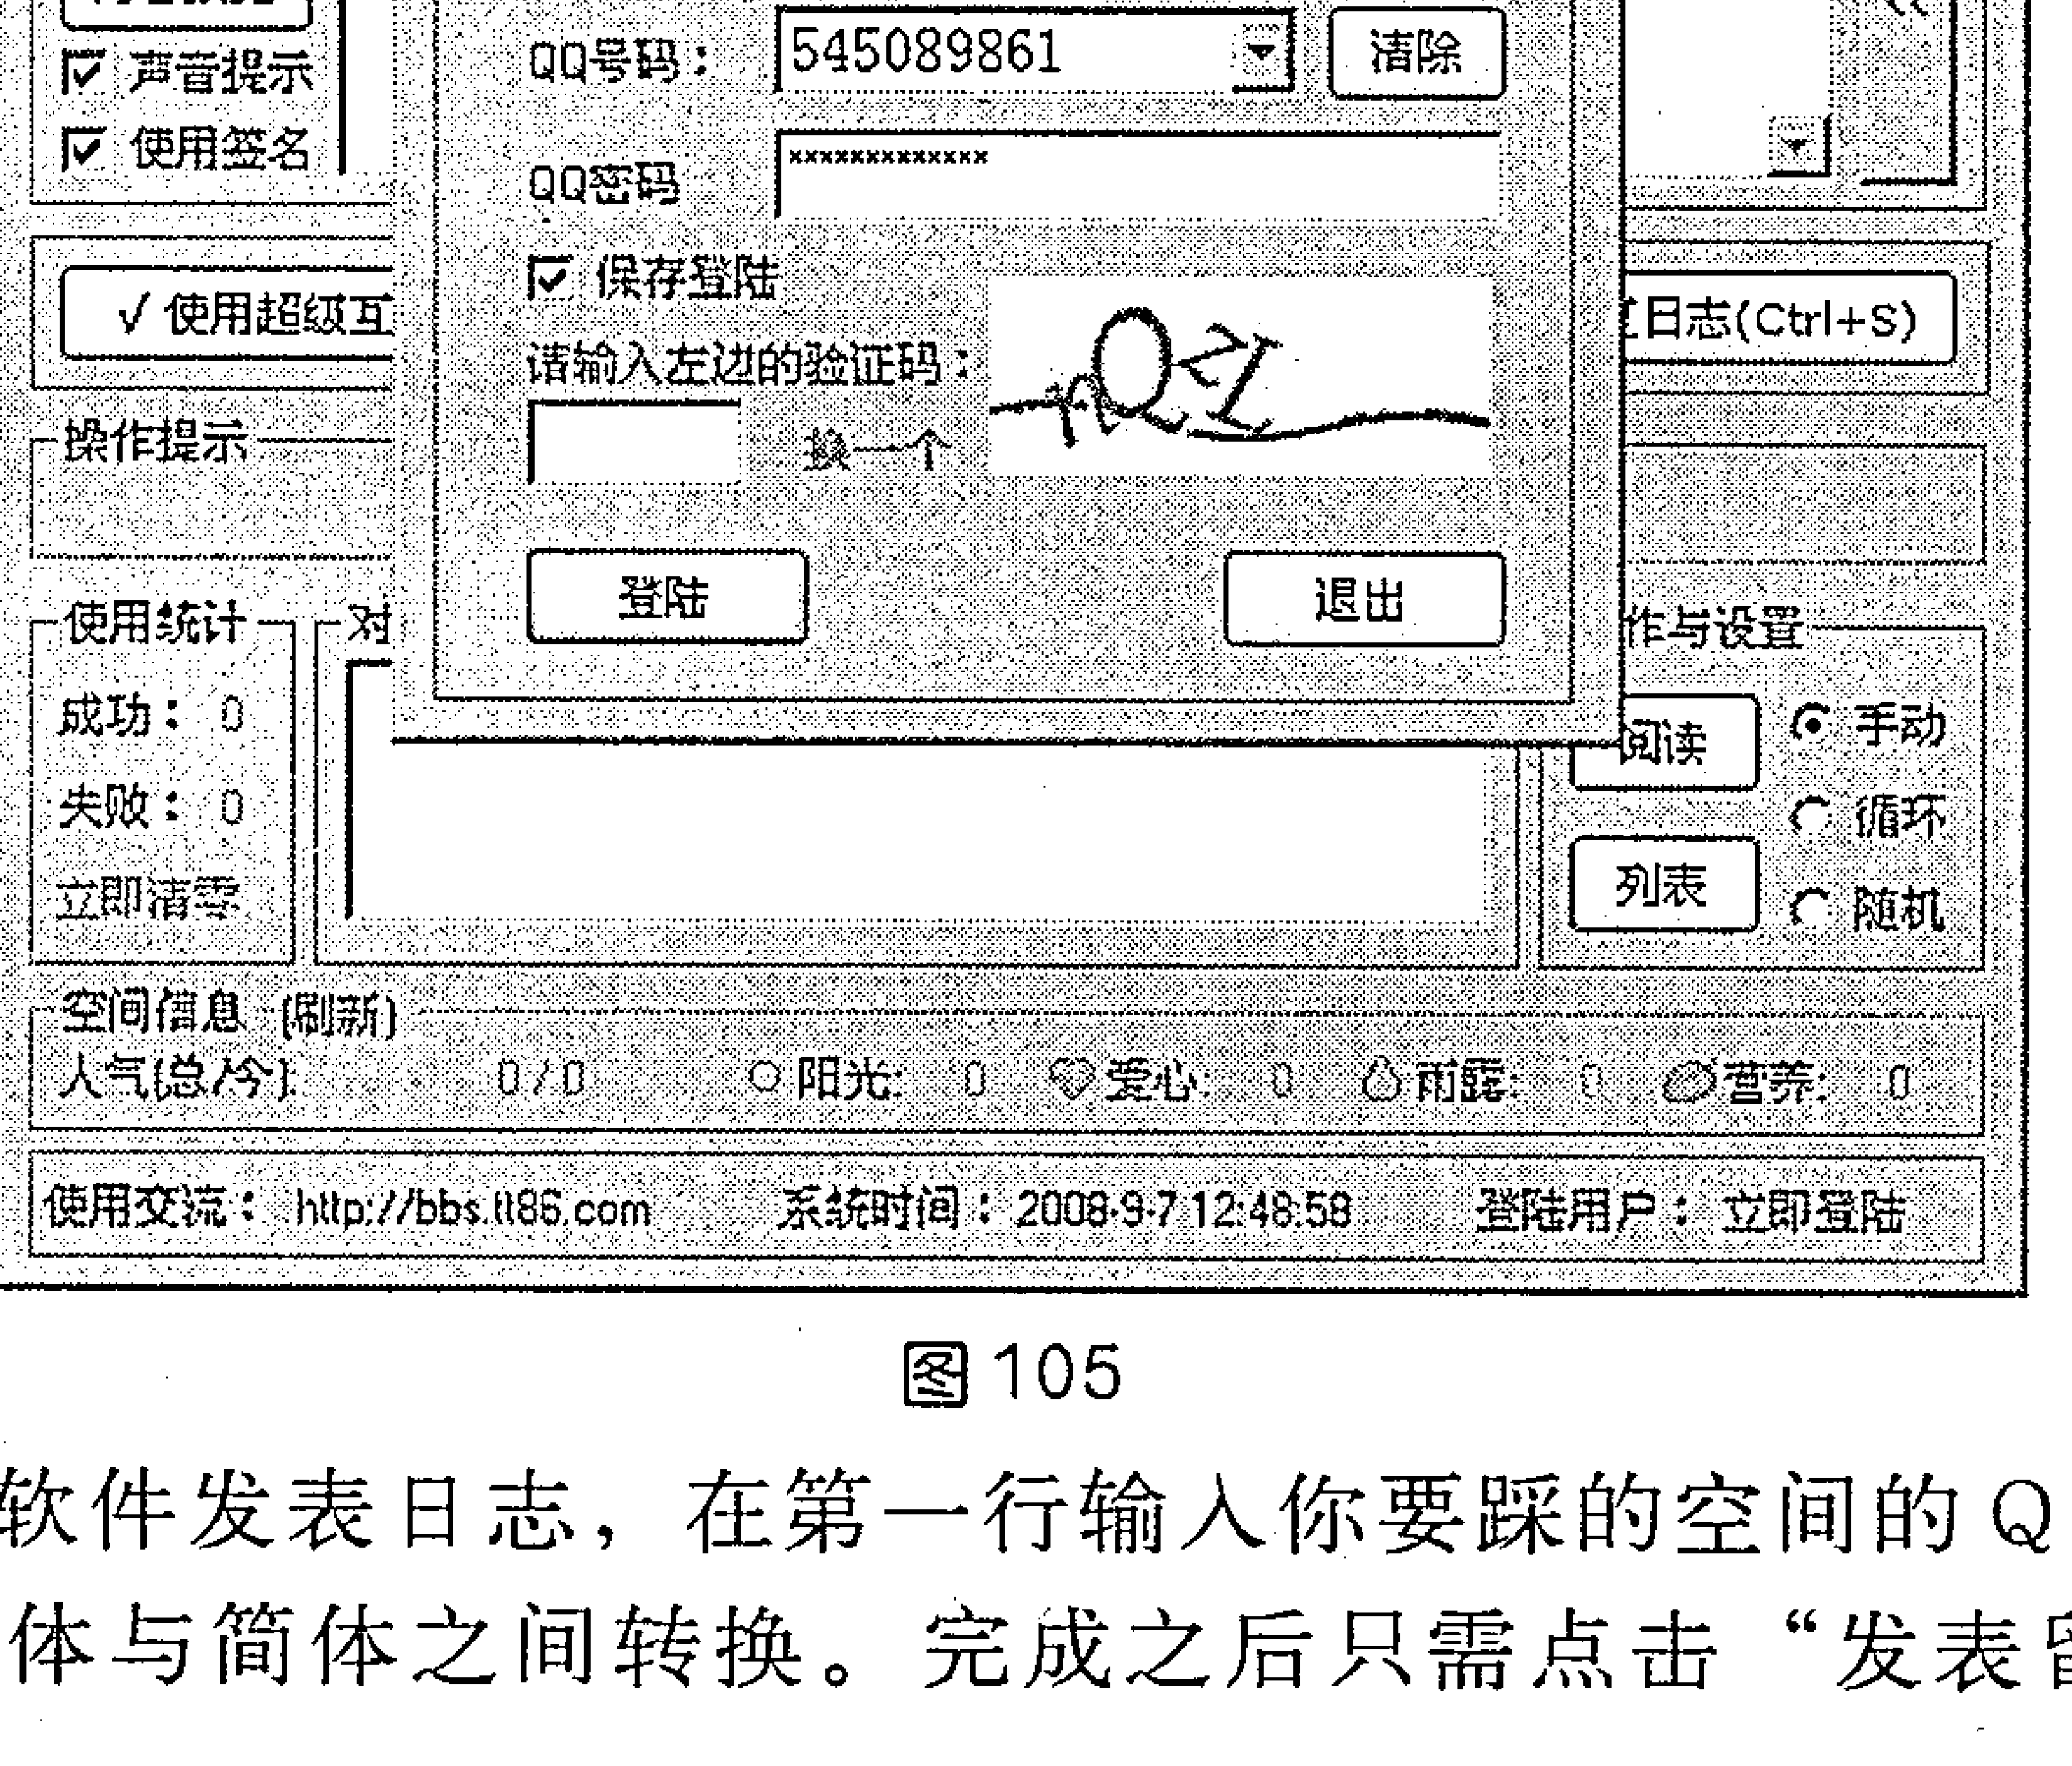 QQ号码： 545089861 清除
声音提示
使用签名
QQ密码 xxxxxxxxxxxxx
保存登陆
√ 使用超级互
日志(Ctrl+S)
请输入左边的验证码：
换一个
操作提示
登陆 退出
使用统计 对
作与设置
成功： 0
阅读 手动
失败： 0
循环
立即清零
列表 随机
空间信息 (刷新)
人气(总/今): 0/0 阳光: 0 爱心: 0 雨露: 0 营养: 0
使用交流： http://bbs.tt86.com 系统时间：2008-9-7 12:48:58 登陆用户： 立即登陆
图 105
软件发表日志，在第一行输入你要踩的空间的 Q
体与简体之间转换。完成之后只需点击“发表